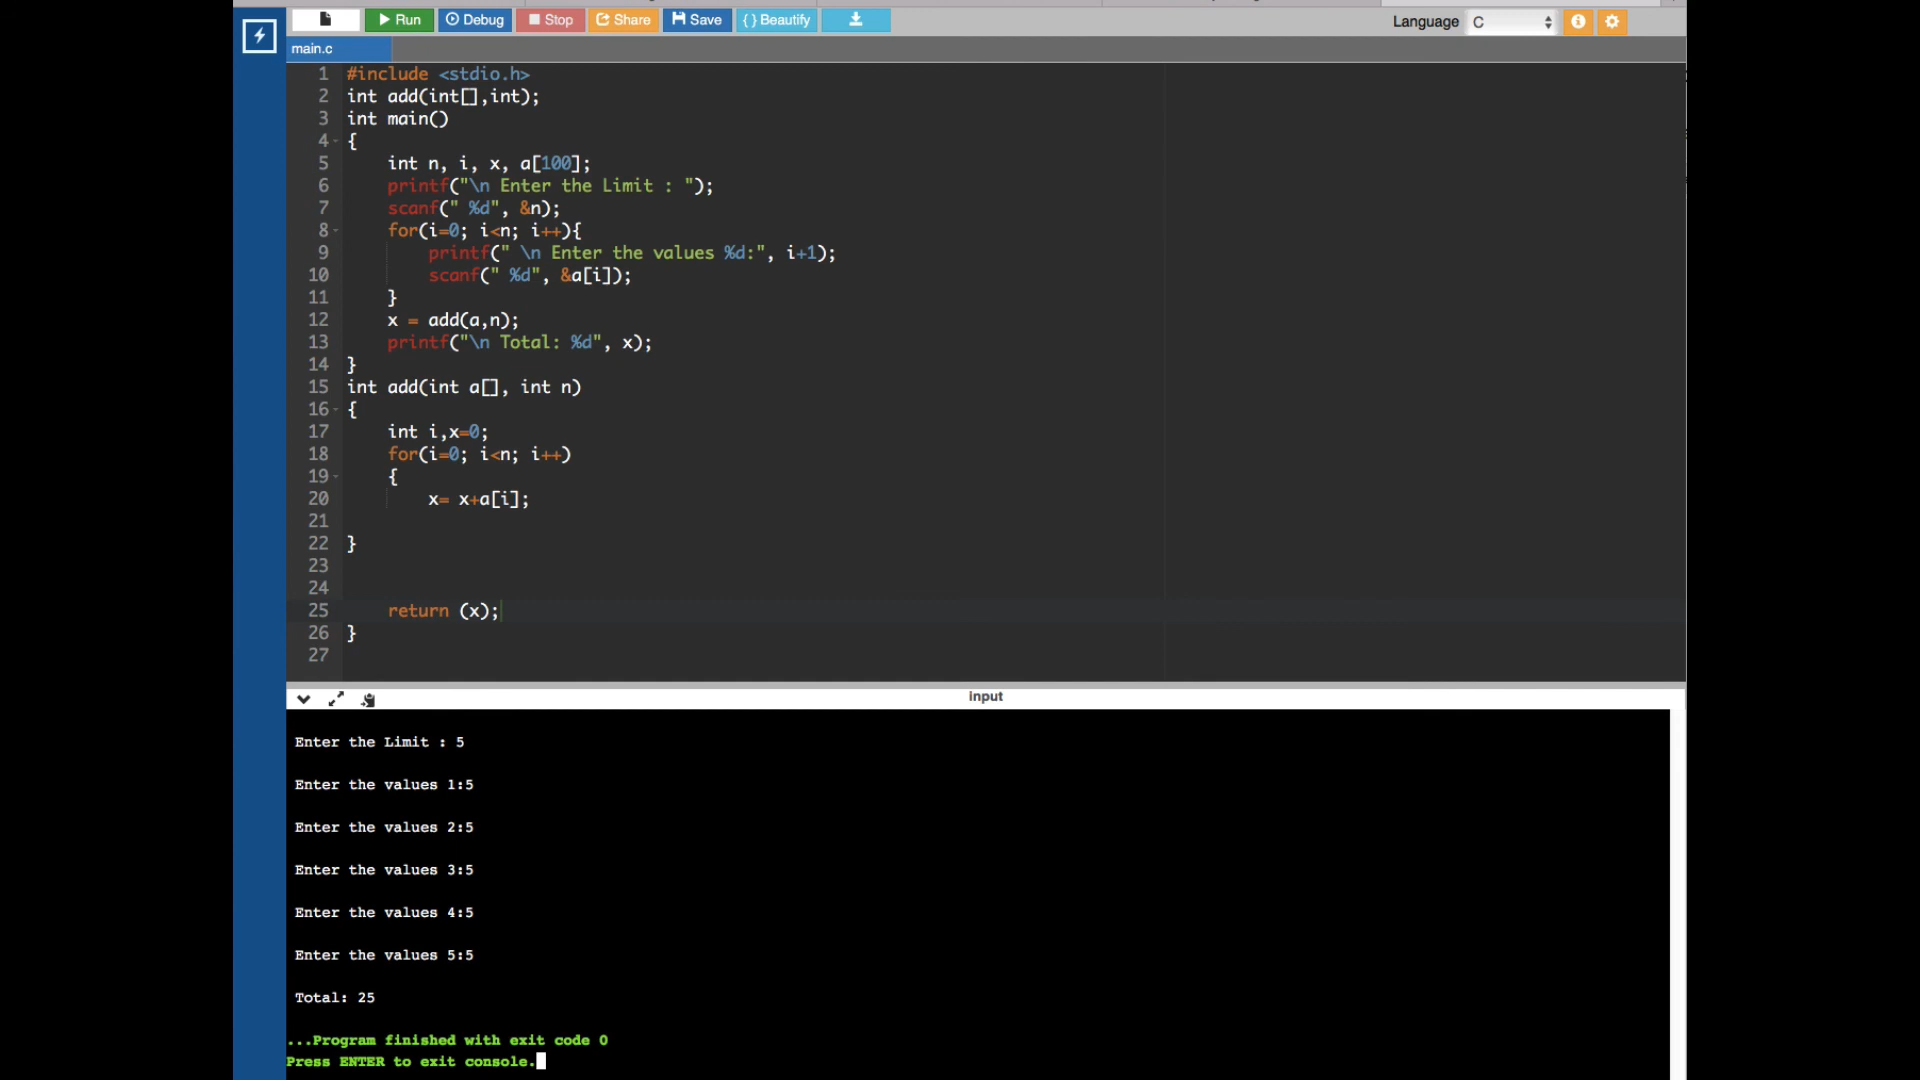 Run Debug Stop Share Save { } Beautify Language C
main.c
1 #include <stdio.h>
2 int add(int[],int);
3 int main()
4 {
5 int n, i, x, a[100];
6 printf("\n Enter the Limit : ");
7 scanf(" %d", &n);
8 for(i=0; i<n; i++){
9 printf(" \n Enter the values %d:", i+1);
10 scanf(" %d", &a[i]);
11 }
12 x = add(a,n);
13 printf("\n Total: %d", x);
14 }
15 int add(int a[], int n)
16 {
17 int i,x=0;
18 for(i=0; i<n; i++)
19 {
20 x= x+a[i];
21
22 }
23
24
25 return (x);
26 }
27
input
Enter the Limit : 5
Enter the values 1:5
Enter the values 2:5
Enter the values 3:5
Enter the values 4:5
Enter the values 5:5
Total: 25
...Program finished with exit code 0
Press ENTER to exit console.